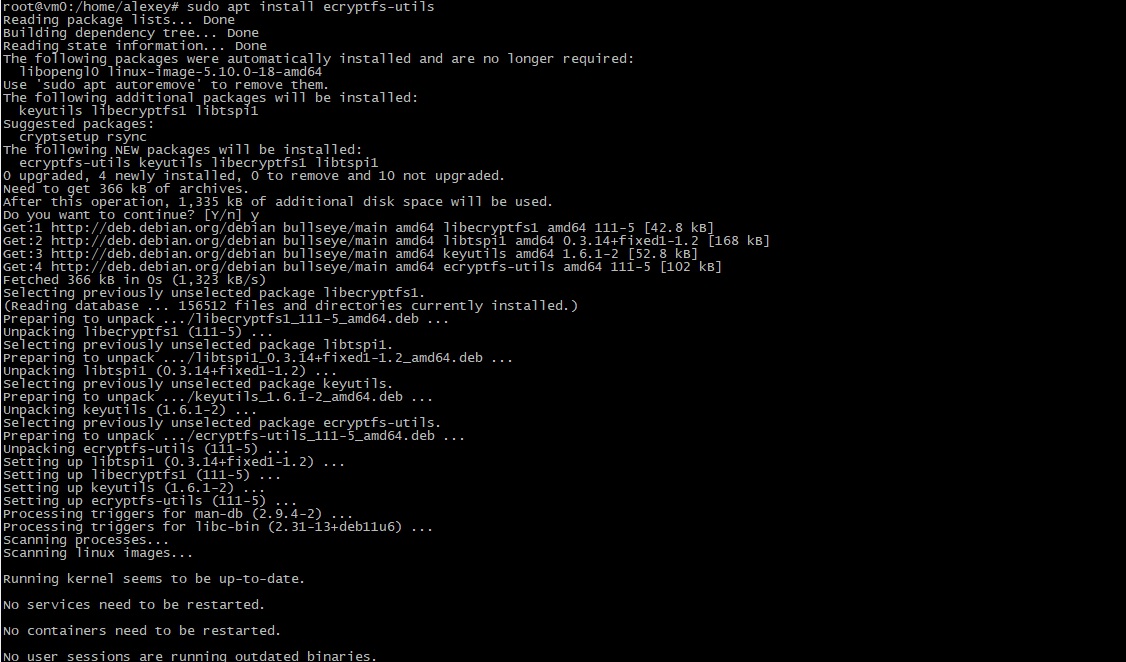 root@vm0:/home/alexey# sudo apt install ecryptfs-utils
Reading package lists... Done
Building dependency tree... Done
Reading state information... Done
The following packages were automatically installed and are no longer required:
  libopengl0 linux-image-5.10.0-18-amd64
Use 'sudo apt autoremove' to remove them.
The following additional packages will be installed:
  keyutils libecryptfs1 libtspi1
Suggested packages:
  cryptsetup rsync
The following NEW packages will be installed:
  ecryptfs-utils keyutils libecryptfs1 libtspi1
0 upgraded, 4 newly installed, 0 to remove and 10 not upgraded.
Need to get 366 kB of archives.
After this operation, 1,335 kB of additional disk space will be used.
Do you want to continue? [Y/n] y
Get:1 http://deb.debian.org/debian bullseye/main amd64 libecryptfs1 amd64 111-5 [42.8 kB]
Get:2 http://deb.debian.org/debian bullseye/main amd64 libtspi1 amd64 0.3.14+fixed1-1.2 [168 kB]
Get:3 http://deb.debian.org/debian bullseye/main amd64 keyutils amd64 1.6.1-2 [52.8 kB]
Get:4 http://deb.debian.org/debian bullseye/main amd64 ecryptfs-utils amd64 111-5 [102 kB]
Fetched 366 kB in 0s (1,323 kB/s)
Selecting previously unselected package libecryptfs1.
(Reading database ... 156512 files and directories currently installed.)
Preparing to unpack .../libecryptfs1_111-5_amd64.deb ...
Unpacking libecryptfs1 (111-5) ...
Selecting previously unselected package libtspi1.
Preparing to unpack .../libtspi1_0.3.14+fixed1-1.2_amd64.deb ...
Unpacking libtspi1 (0.3.14+fixed1-1.2) ...
Selecting previously unselected package keyutils.
Preparing to unpack .../keyutils_1.6.1-2_amd64.deb ...
Unpacking keyutils (1.6.1-2) ...
Selecting previously unselected package ecryptfs-utils.
Preparing to unpack .../ecryptfs-utils_111-5_amd64.deb ...
Unpacking ecryptfs-utils (111-5) ...
Setting up libtspi1 (0.3.14+fixed1-1.2) ...
Setting up libecryptfs1 (111-5) ...
Setting up keyutils (1.6.1-2) ...
Setting up ecryptfs-utils (111-5) ...
Processing triggers for man-db (2.9.4-2) ...
Processing triggers for libc-bin (2.31-13+deb11u6) ...
Scanning processes...
Scanning linux images...
Running kernel seems to be up-to-date.
No services need to be restarted.
No containers need to be restarted.
No user sessions are running outdated binaries.